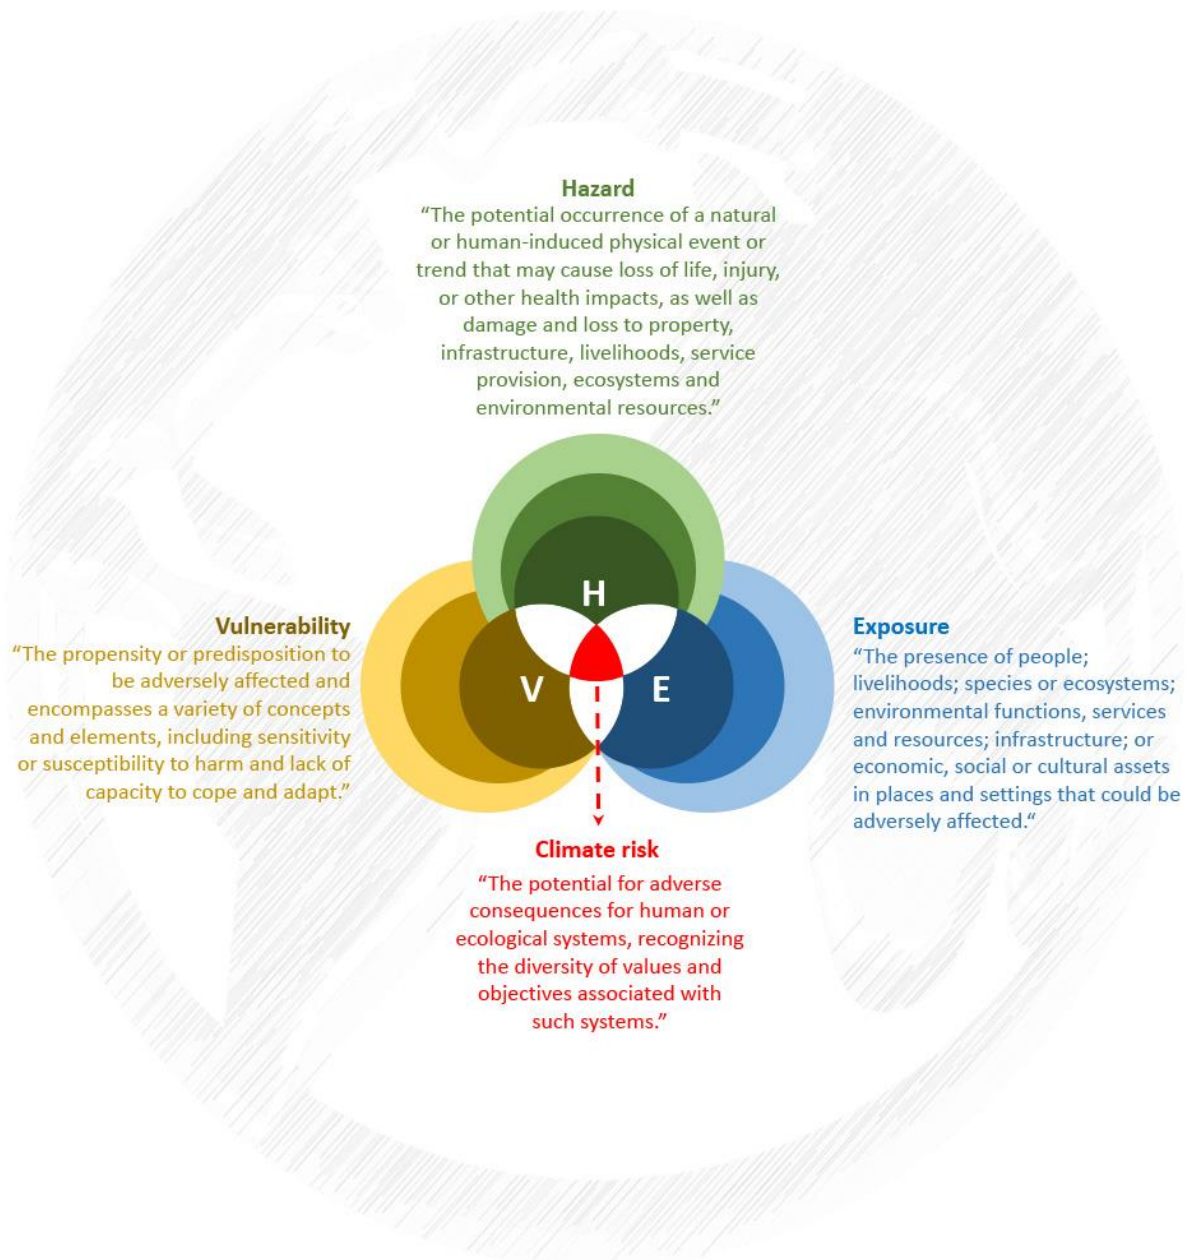 Hazard
“The potential occurrence of a natural
or human-induced physical event or
trend that may cause loss of life, injury,
or other health impacts, as well as
damage and loss to property,
infrastructure, livelihoods, service
provision, ecosystems and
environmental resources.”
H
V
E
Vulnerability
“The propensity or predisposition to
be adversely affected and
encompasses a variety of concepts
and elements, including sensitivity
or susceptibility to harm and lack of
capacity to cope and adapt.”
Exposure
“The presence of people;
livelihoods; species or ecosystems;
environmental functions, services
and resources; infrastructure; or
economic, social or cultural assets
in places and settings that could be
adversely affected.“
Climate risk
“The potential for adverse
consequences for human or
ecological systems, recognizing
the diversity of values and
objectives associated with
such systems.”